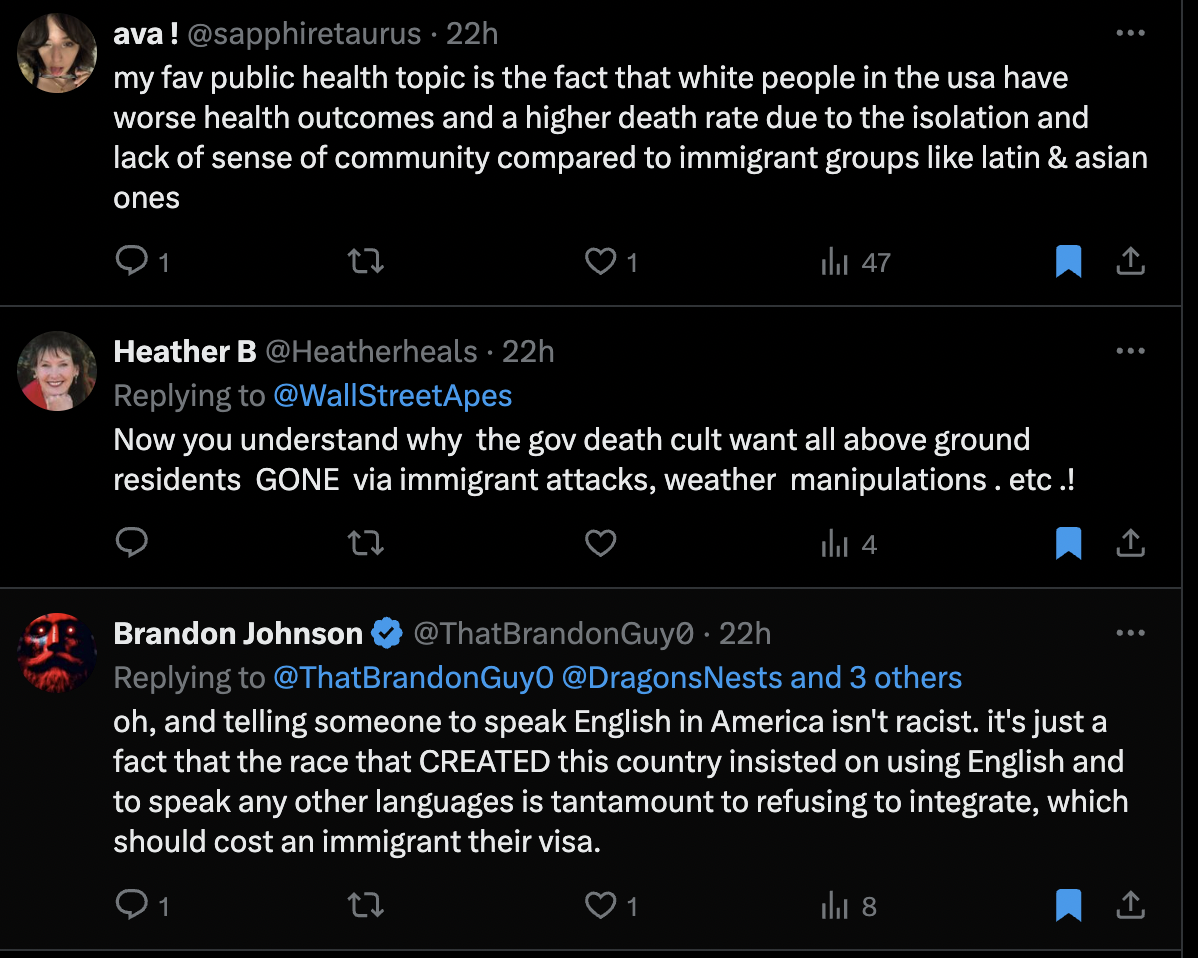 ava ! @sapphiretaurus · 22h
my fav public health topic is the fact that white people in the usa have
worse health outcomes and a higher death rate due to the isolation and
lack of sense of community compared to immigrant groups like latin & asian
ones
1 1 47
Heather B @Heatherheals · 22h
Replying to @WallStreetApes
Now you understand why  the gov death cult want all above ground
residents  GONE  via immigrant attacks, weather  manipulations . etc .!
4
Brandon Johnson @ThatBrandonGuy0 · 22h
Replying to @ThatBrandonGuy0 @DragonsNests and 3 others
oh, and telling someone to speak English in America isn't racist. it's just a
fact that the race that CREATED this country insisted on using English and
to speak any other languages is tantamount to refusing to integrate, which
should cost an immigrant their visa.
1 1 8